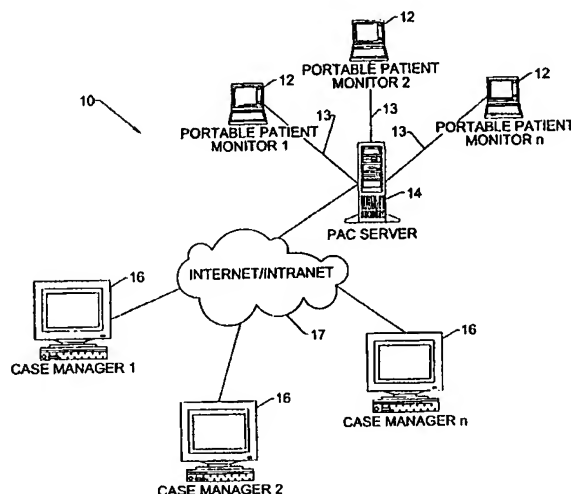 12
PORTABLE PATIENT
MONITOR 2
12
PORTABLE PATIENT
MONITOR 1
12
PORTABLE PATIENT
MONITOR n
10
13
13
13
14
PAC SERVER
INTERNET/INTRANET
17
16
CASE MANAGER 1
16
CASE MANAGER 2
16
CASE MANAGER n